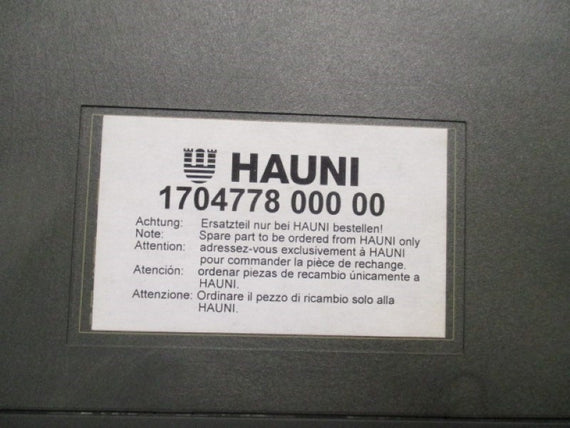 HAUNI
1704778 000 00
Achtung: Ersatzteil nur bei HAUNI bestellen!
Note: Spare part to be ordered from HAUNI only
Attention: adressez-vous exclusivement à HAUNI
pour commander la pièce de rechange.
Atención: ordenar piezas de recambio únicamente a
HAUNI.
Attenzione: Ordinare il pezzo di ricambio solo alla
HAUNI.